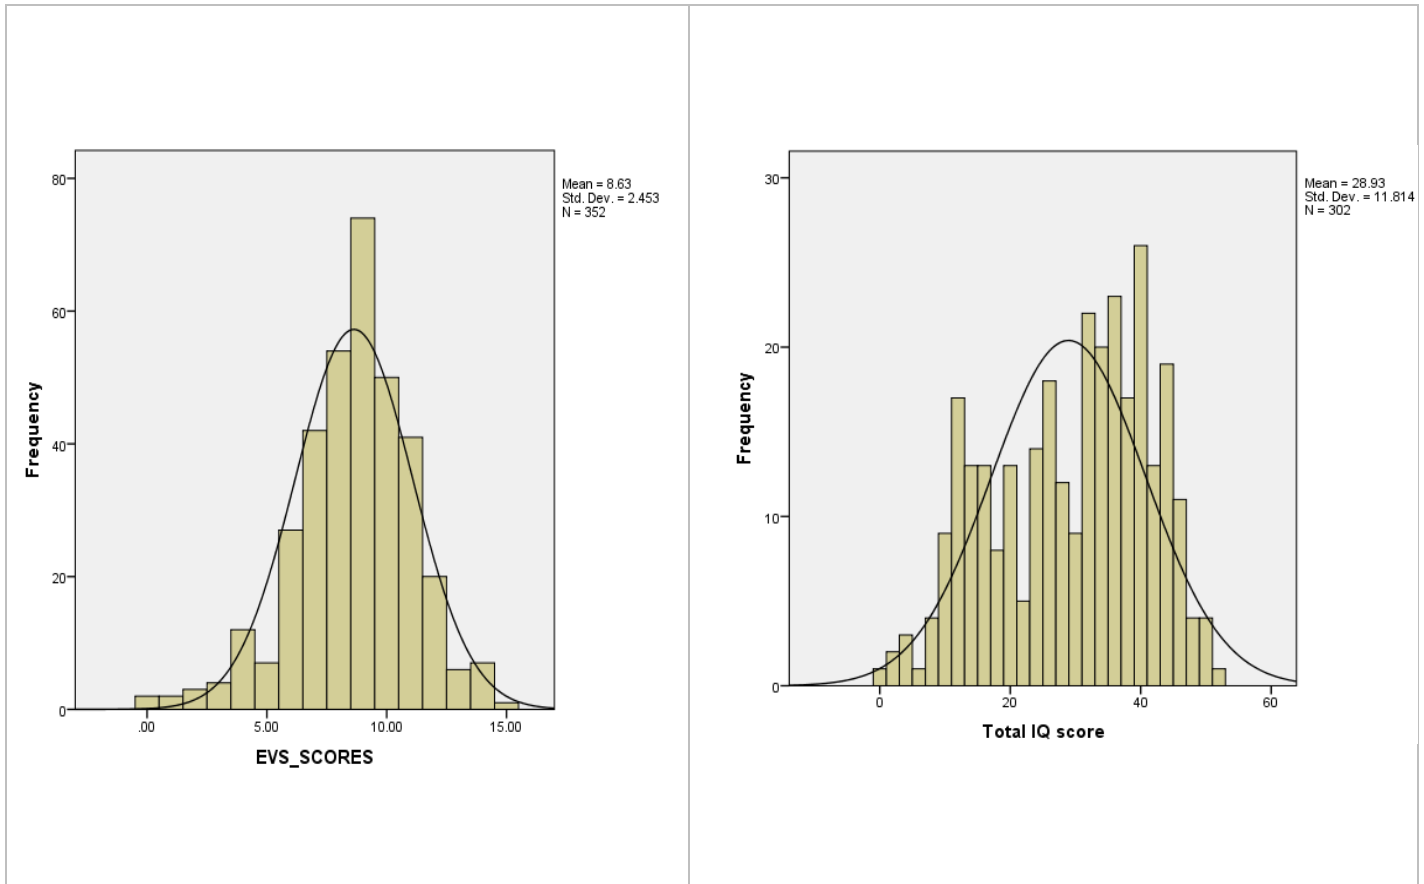 Mean = 8.63
Std. Dev. = 2.453
N = 352
80
60
40
20
0
Frequency
.00
5.00
10.00
15.00
EVS_SCORES
Mean = 28.93
Std. Dev. = 11.814
N = 302
30
20
10
0
Frequency
0
20
40
60
Total IQ score